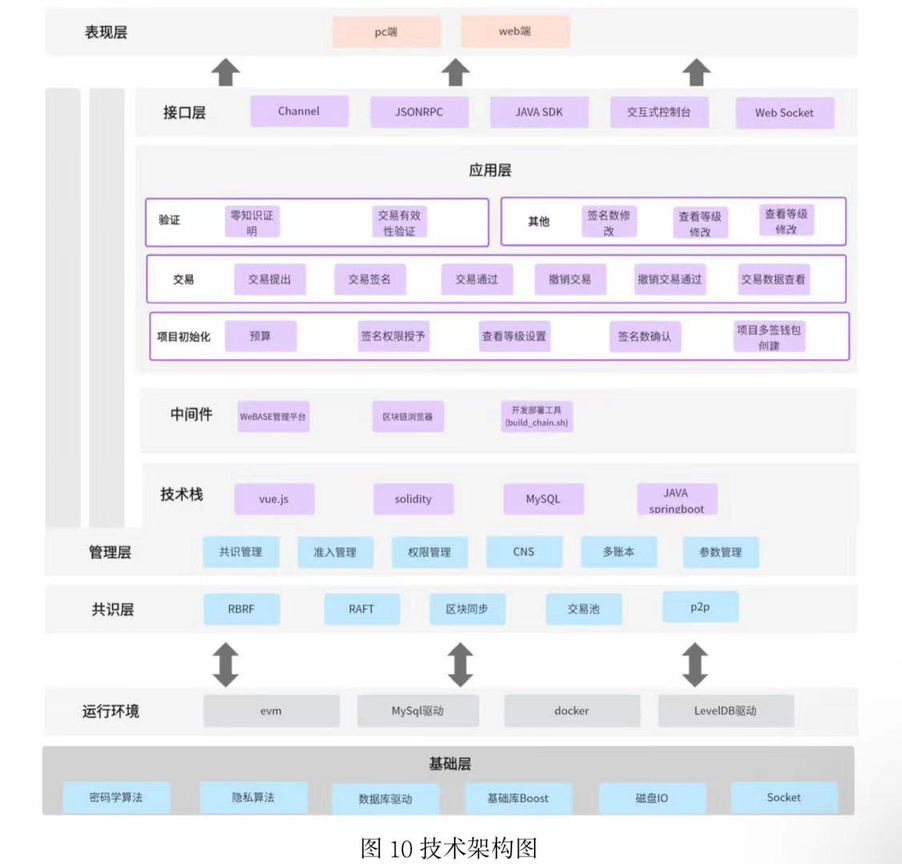 表现层
pc端
web端
接口层
Channel
JSONRPC
JAVA SDK
交互式控制台
Web Socket
应用层
验证
零知识证
明
交易有效
性验证
其他
签名数修
改
查看等级
修改
查看等级
修改
交易
交易提出
交易签名
交易通过
撤销交易
撤销交易通过
交易数据查看
项目初始化
预算
签名权限授予
查看等级设置
签名数确认
项目多签钱包
创建
中间件
WeBASE管理平台
区块链浏览器
开发部署工具
(build_chain.sh)
技术栈
vue.js
solidity
MySQL
JAVA
springboot
管理层
共识管理
准入管理
权限管理
CNS
多账本
参数管理
共识层
RBRF
RAFT
区块同步
交易池
p2p
运行环境
evm
MySql驱动
docker
LevelDB驱动
基础层
密码学算法
隐私算法
数据库驱动
基础库Boost
磁盘IO
Socket
图 10 技术架构图